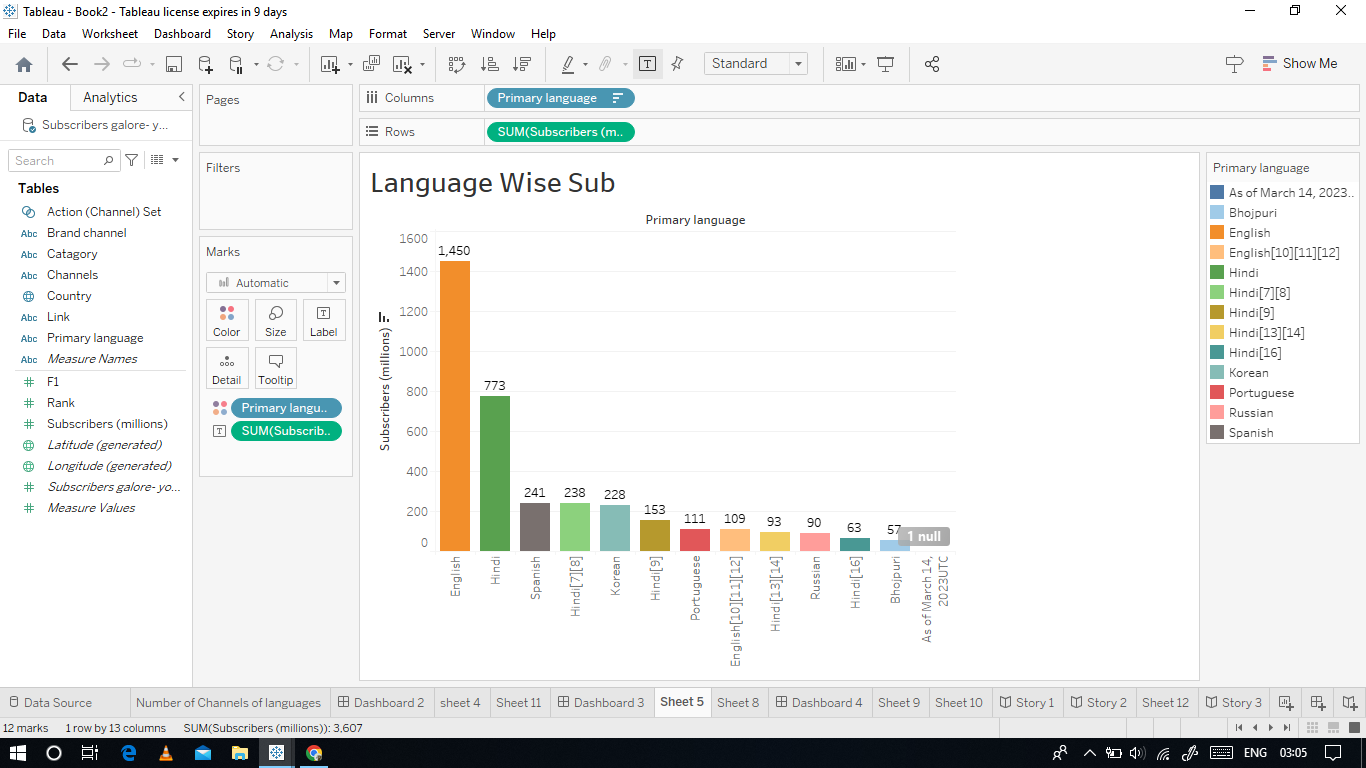 Tableau - Book2 - Tableau license expires in 9 days
File Data Worksheet Dashboard Story Analysis Map Format Server Window Help
Standard
Show Me
Data Analytics
Subscribers galore- y...
Search
Tables
Action (Channel) Set
Abc Brand channel
Abc Catagory
Abc Channels
Country
Abc Link
Abc Primary language
Abc Measure Names
F1
Rank
Subscribers (millions)
Latitude (generated)
Longitude (generated)
Subscribers galore- yo...
Measure Values
Pages
Filters
Marks
Automatic
Color Size Label
Detail Tooltip
Primary langu..
SUM(Subscrib..
Columns Primary language
Rows SUM(Subscribers (m..
Language Wise Sub
Primary language
Subscribers (millions)
1600
1400
1200
1000
800
600
400
200
0
1,450
773
241
238
228
153
111
109
93
90
63
57
1 null
English
Hindi
Spanish
Hindi[7][8]
Korean
Hindi[9]
Portuguese
English[10][11][12]
Hindi[13][14]
Russian
Hindi[16]
Bhojpuri
As of March 14,
2023UTC
Primary language
As of March 14, 2023..
Bhojpuri
English
English[10][11][12]
Hindi
Hindi[7][8]
Hindi[9]
Hindi[13][14]
Hindi[16]
Korean
Portuguese
Russian
Spanish
Data Source Number of Channels of languages Dashboard 2 sheet 4 Sheet 11 Dashboard 3 Sheet 5 Sheet 8 Dashboard 4 Sheet 9 Sheet 10 Story 1 Story 2 Sheet 12 Story 3
12 marks 1 row by 13 columns SUM(Subscribers (millions)): 3,607
ENG 03:05